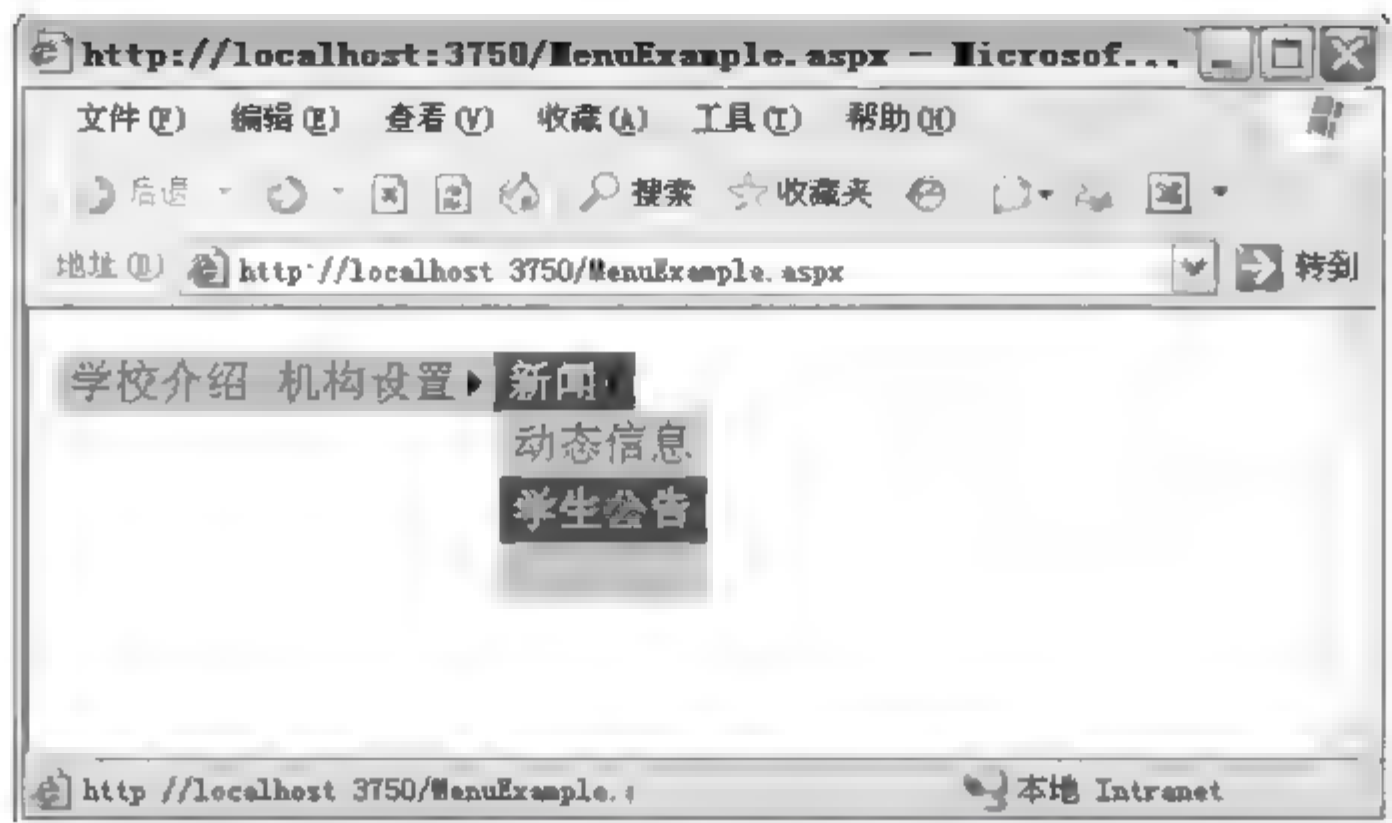 http://localhost:3750/MenuExample.aspx - Microsof...
文件(F) 编辑(E) 查看(V) 收藏(A) 工具(T) 帮助(H)
后退 搜索 收藏夹
地址(D) http://localhost 3750/MenuExample.aspx 转到
学校介绍 机构设置 新闻
动态信息
学生公告
http //localhost 3750/MenuExample. 本地 Intranet